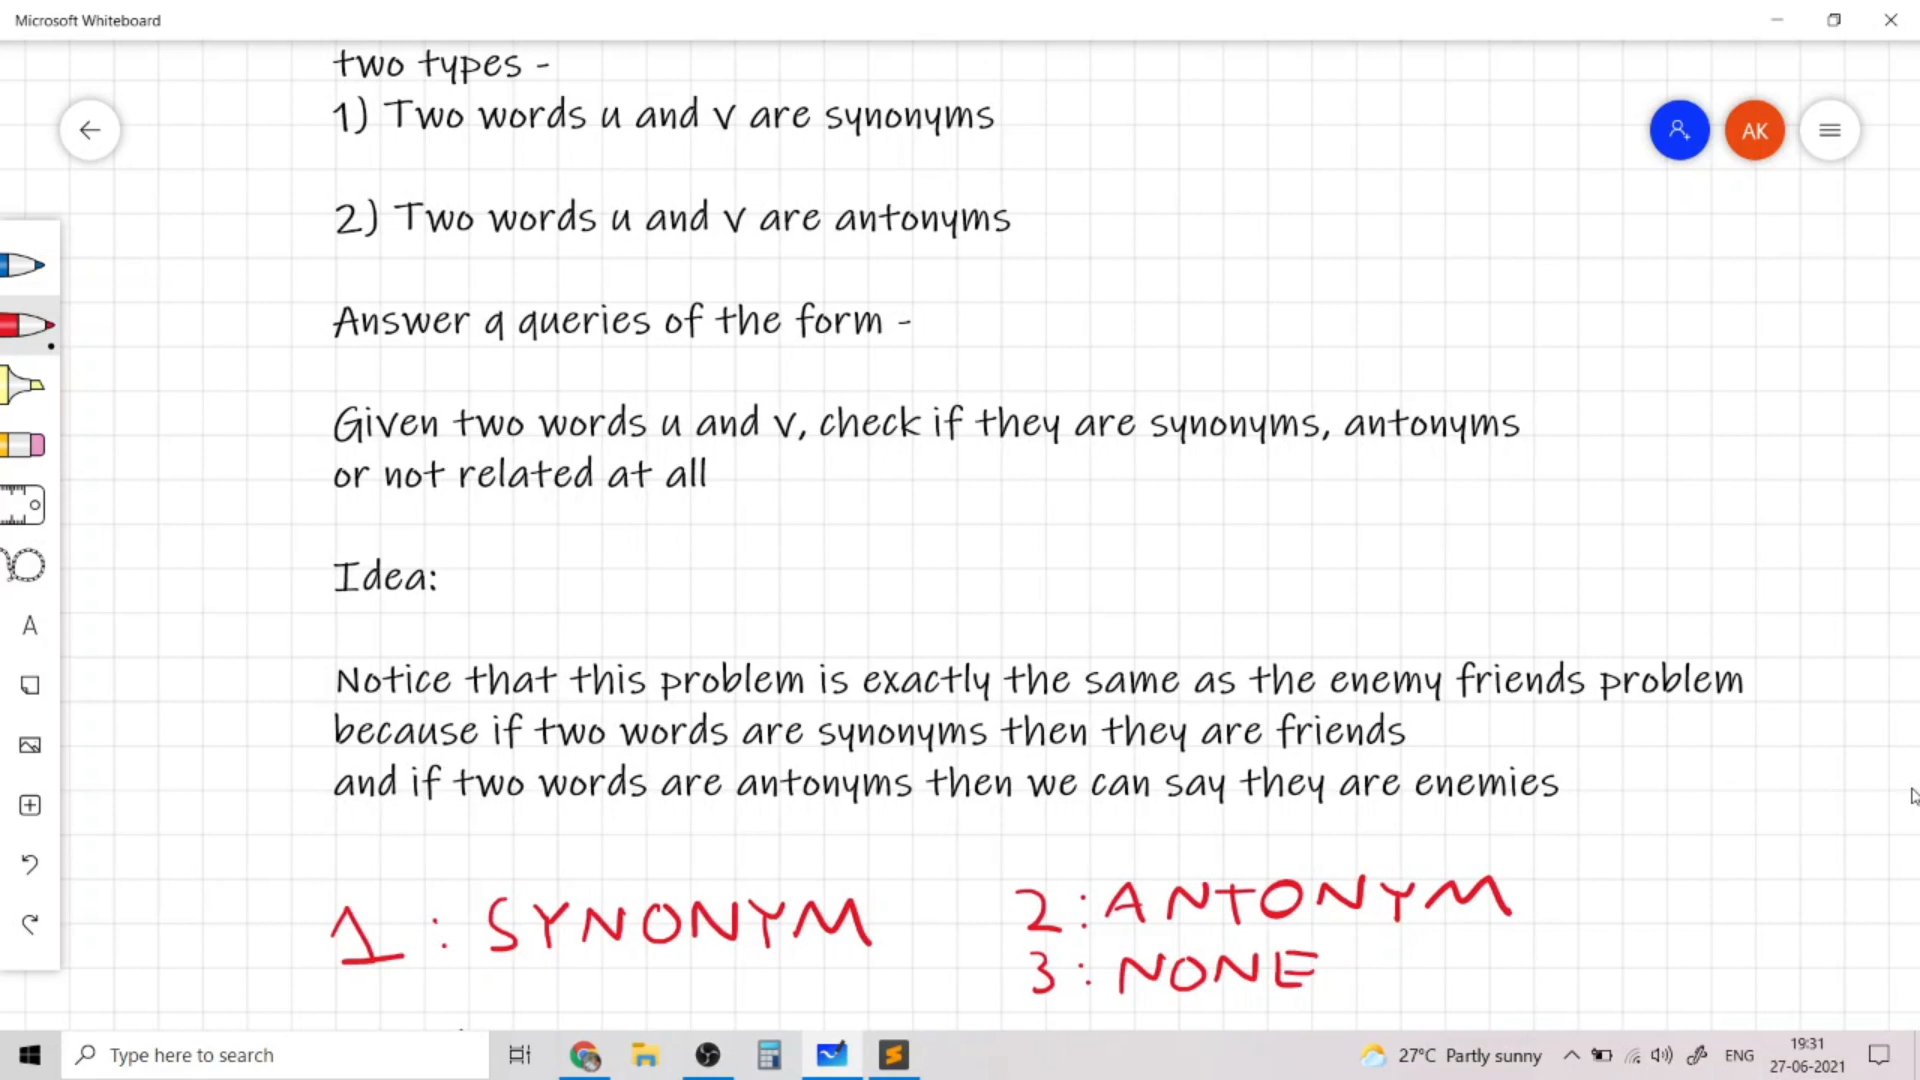 Microsoft Whiteboard
two types -
1) Two words u and v are synonyms
AK
2) Two words u and v are antonyms
Answer q queries of the form -
Given two words u and v, check if they are synonyms, antonyms
or not related at all
Idea:
A
Notice that this problem is exactly the same as the enemy friends problem
because if two words are synonyms then they are friends
and if two words are antonyms then we can say they are enemies
1 : SYNONYM
2 : ANTONYM
3 : NONE
Type here to search
27°C Partly sunny
ENG
19:31
27-06-2021